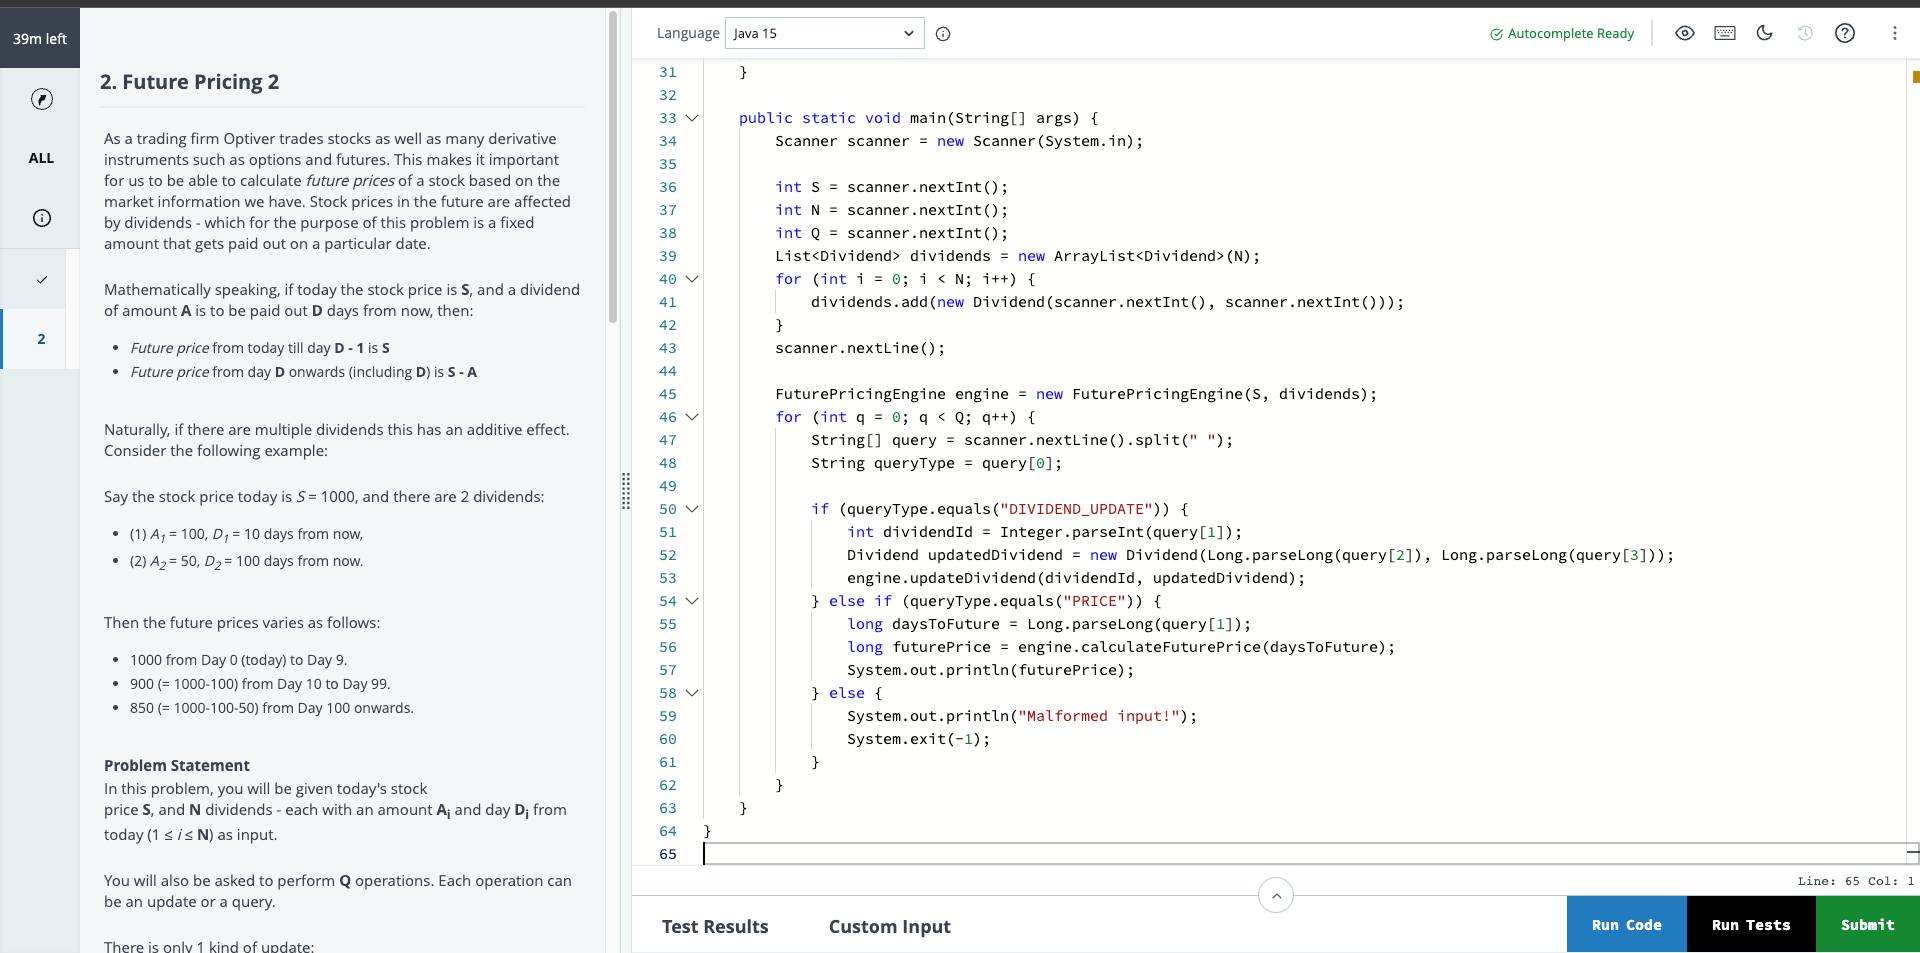 39m left
ALL
2
2. Future Pricing 2
As a trading firm Optiver trades stocks as well as many derivative
instruments such as options and futures. This makes it important
for us to be able to calculate future prices of a stock based on the
market information we have. Stock prices in the future are affected
by dividends - which for the purpose of this problem is a fixed
amount that gets paid out on a particular date.
Mathematically speaking, if today the stock price is S, and a dividend
of amount A is to be paid out D days from now, then:
• Future price from today till day D - 1 is S
• Future price from day D onwards (including D) is S - A
Naturally, if there are multiple dividends this has an additive effect.
Consider the following example:
Say the stock price today is S = 1000, and there are 2 dividends:
• (1) A1 = 100, D1 = 10 days from now,
• (2) A2 = 50, D2 = 100 days from now.
Then the future prices varies as follows:
• 1000 from Day 0 (today) to Day 9.
• 900 (= 1000-100) from Day 10 to Day 99.
• 850 (= 1000-100-50) from Day 100 onwards.
Problem Statement
In this problem, you will be given today's stock
price S, and N dividends - each with an amount Ai and day Di from
today (1 ≤ i ≤ N) as input.
You will also be asked to perform Q operations. Each operation can
be an update or a query.
There is only 1 kind of update:
Language Java 15
Autocomplete Ready
31 }
32
33 public static void main(String[] args) {
34 Scanner scanner = new Scanner(System.in);
35
36 int S = scanner.nextInt();
37 int N = scanner.nextInt();
38 int Q = scanner.nextInt();
39 List<Dividend> dividends = new ArrayList<Dividend>(N);
40 for (int i = 0; i < N; i++) {
41 dividends.add(new Dividend(scanner.nextInt(), scanner.nextInt()));
42 }
43 scanner.nextLine();
44
45 FuturePricingEngine engine = new FuturePricingEngine(S, dividends);
46 for (int q = 0; q < Q; q++) {
47 String[] query = scanner.nextLine().split(" ");
48 String queryType = query[0];
49
50 if (queryType.equals("DIVIDEND_UPDATE")) {
51 int dividendId = Integer.parseInt(query[1]);
52 Dividend updatedDividend = new Dividend(Long.parseLong(query[2]), Long.parseLong(query[3]));
53 engine.updateDividend(dividendId, updatedDividend);
54 } else if (queryType.equals("PRICE")) {
55 long daysToFuture = Long.parseLong(query[1]);
56 long futurePrice = engine.calculateFuturePrice(daysToFuture);
57 System.out.println(futurePrice);
58 } else {
59 System.out.println("Malformed input!");
60 System.exit(-1);
61 }
62 }
63 }
64 }
65
Line: 65 Col: 1
Test Results Custom Input Run Code Run Tests Submit